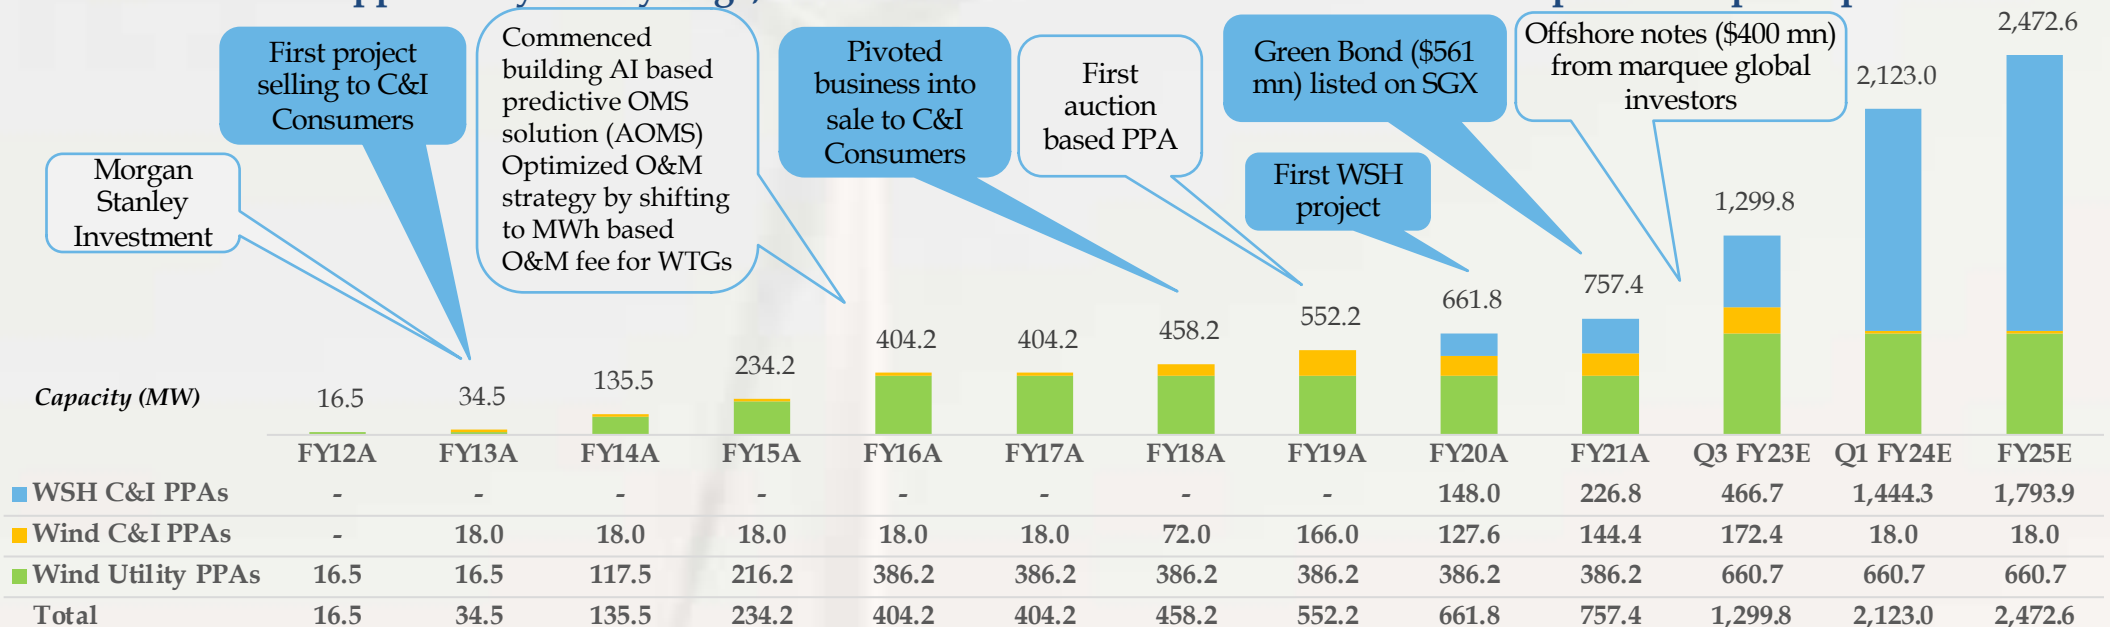 2,472.6
First project
selling to C&I
Consumers
Commenced
building AI based
predictive OMS
solution (AOMS)
Optimized O&M
strategy by shifting
to MWh based
O&M fee for WTGs
Pivoted
business into
sale to C&I
Consumers
First
auction
based PPA
Green Bond ($561
mn) listed on SGX
Offshore notes ($400 mn)
from marquee global
investors
2,123.0
Morgan
Stanley
Investment
First WSH
project
1,299.8
757.4
661.8
552.2
458.2
404.2
404.2
234.2
135.5
34.5
16.5
Capacity (MW)
FY12A FY13A FY14A FY15A FY16A FY17A FY18A FY19A FY20A FY21A Q3 FY23E Q1 FY24E FY25E
WSH C&I PPAs - - - - - - - - 148.0 226.8 466.7 1,444.3 1,793.9
Wind C&I PPAs - 18.0 18.0 18.0 18.0 18.0 72.0 166.0 127.6 144.4 172.4 18.0 18.0
Wind Utility PPAs 16.5 16.5 117.5 216.2 386.2 386.2 386.2 386.2 386.2 386.2 660.7 660.7 660.7
Total 16.5 34.5 135.5 234.2 404.2 404.2 458.2 552.2 661.8 757.4 1,299.8 2,123.0 2,472.6